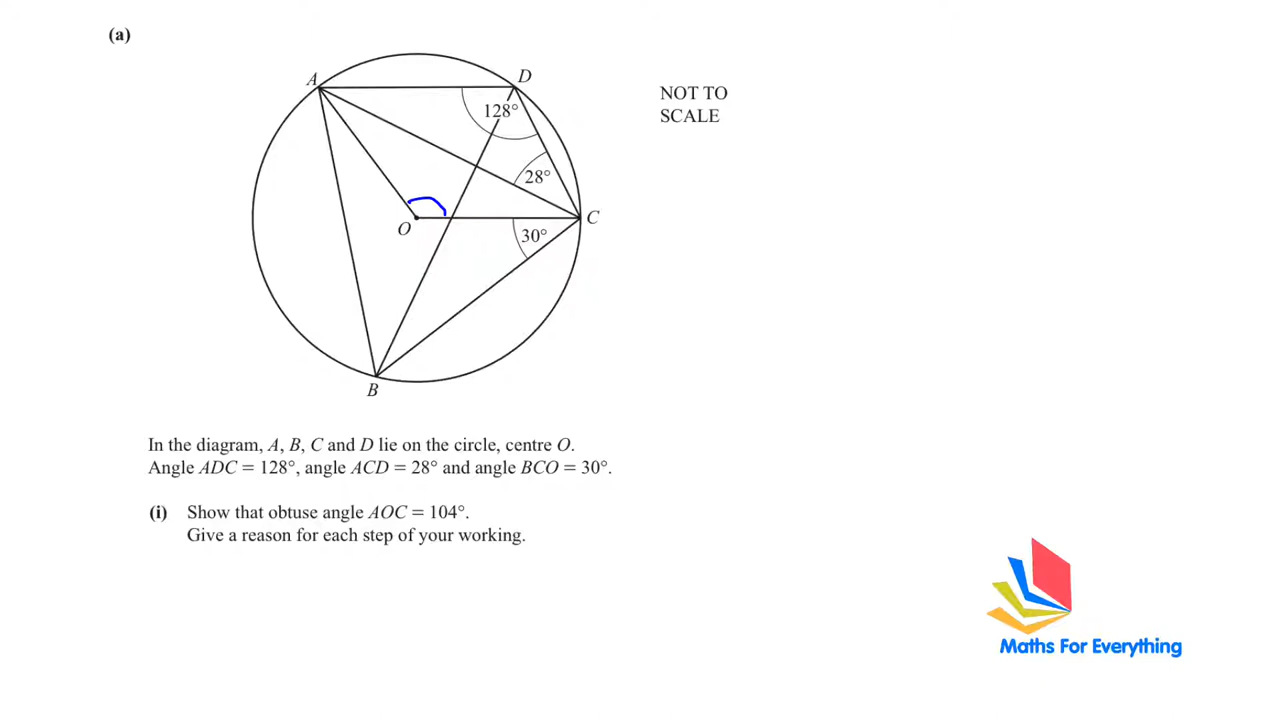 (a)
A
D
NOT TO
SCALE
128°
28°
C
O
30°
B
In the diagram, A, B, C and D lie on the circle, centre O.
Angle ADC = 128°, angle ACD = 28° and angle BCO = 30°.
(i) Show that obtuse angle AOC = 104°.
Give a reason for each step of your working.
Maths For Everything